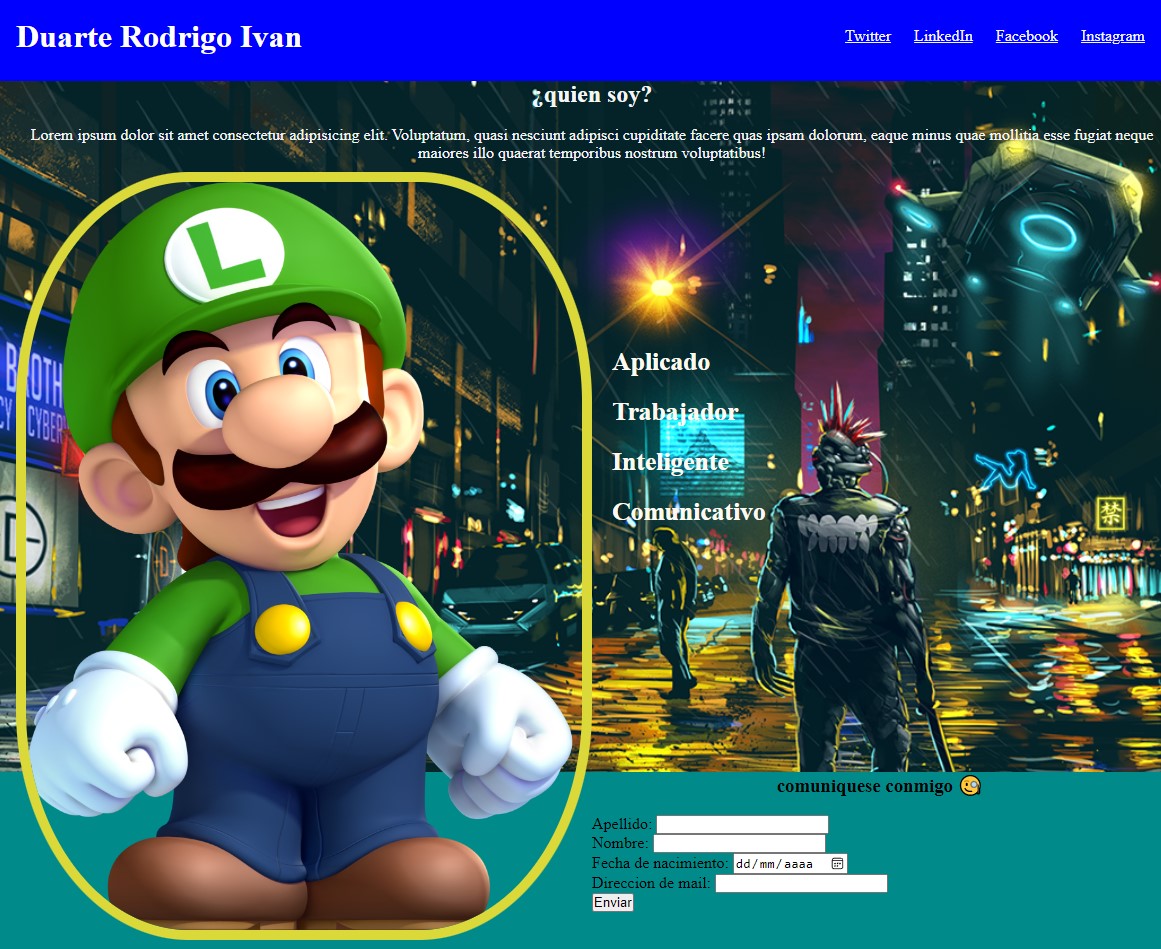 Duarte Rodrigo Ivan
Twitter LinkedIn Facebook Instagram
¿quien soy?
Lorem ipsum dolor sit amet consectetur adipisicing elit. Voluptatum, quasi nesciunt adipisci cupiditate facere quas ipsam dolorum, eaque minus quae mollitia esse fugiat neque
maiores illo quaerat temporibus nostrum voluptatibus!
L
Aplicado
Trabajador
Inteligente
Comunicativo
禁
comuniquese conmigo 🧐
Apellido:
Nombre:
Fecha de nacimiento: dd/mm/aaaa
Direccion de mail:
Enviar